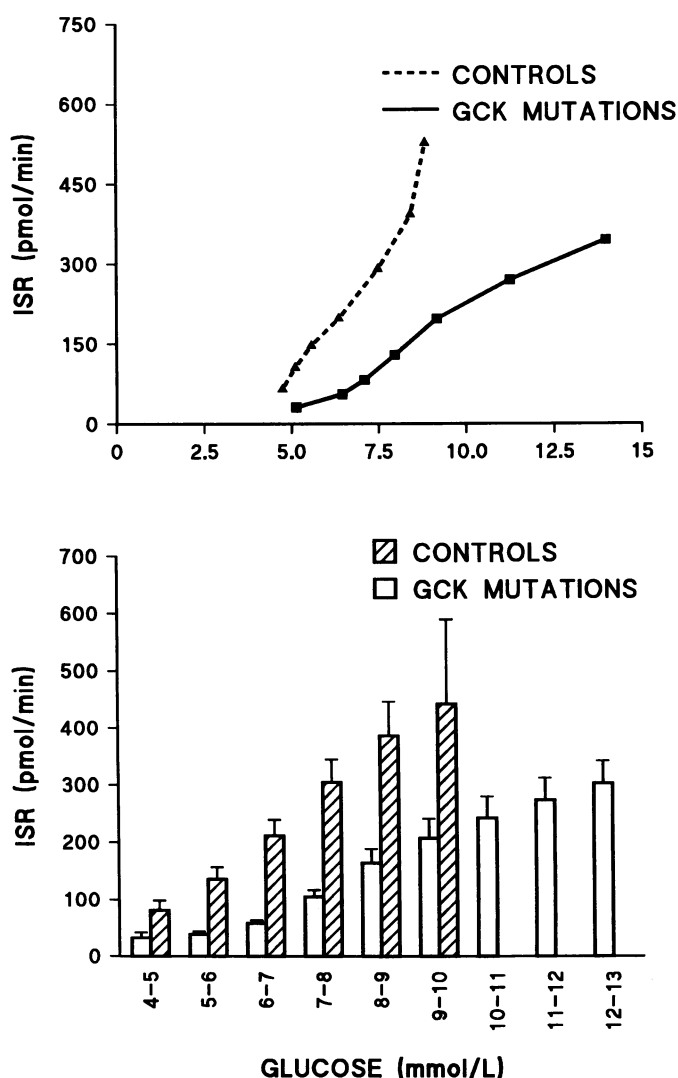 750
600
450
300
150
0
ISR (pmol/min)
CONTROLS
GCK MUTATIONS
0 2.5 5.0 7.5 10.0 12.5 15
700
600
500
400
300
200
100
0
ISR (pmol/min)
CONTROLS
GCK MUTATIONS
4-5 5-6 6-7 7-8 8-9 9-10 10-11 11-12 12-13
GLUCOSE (mmol/L)